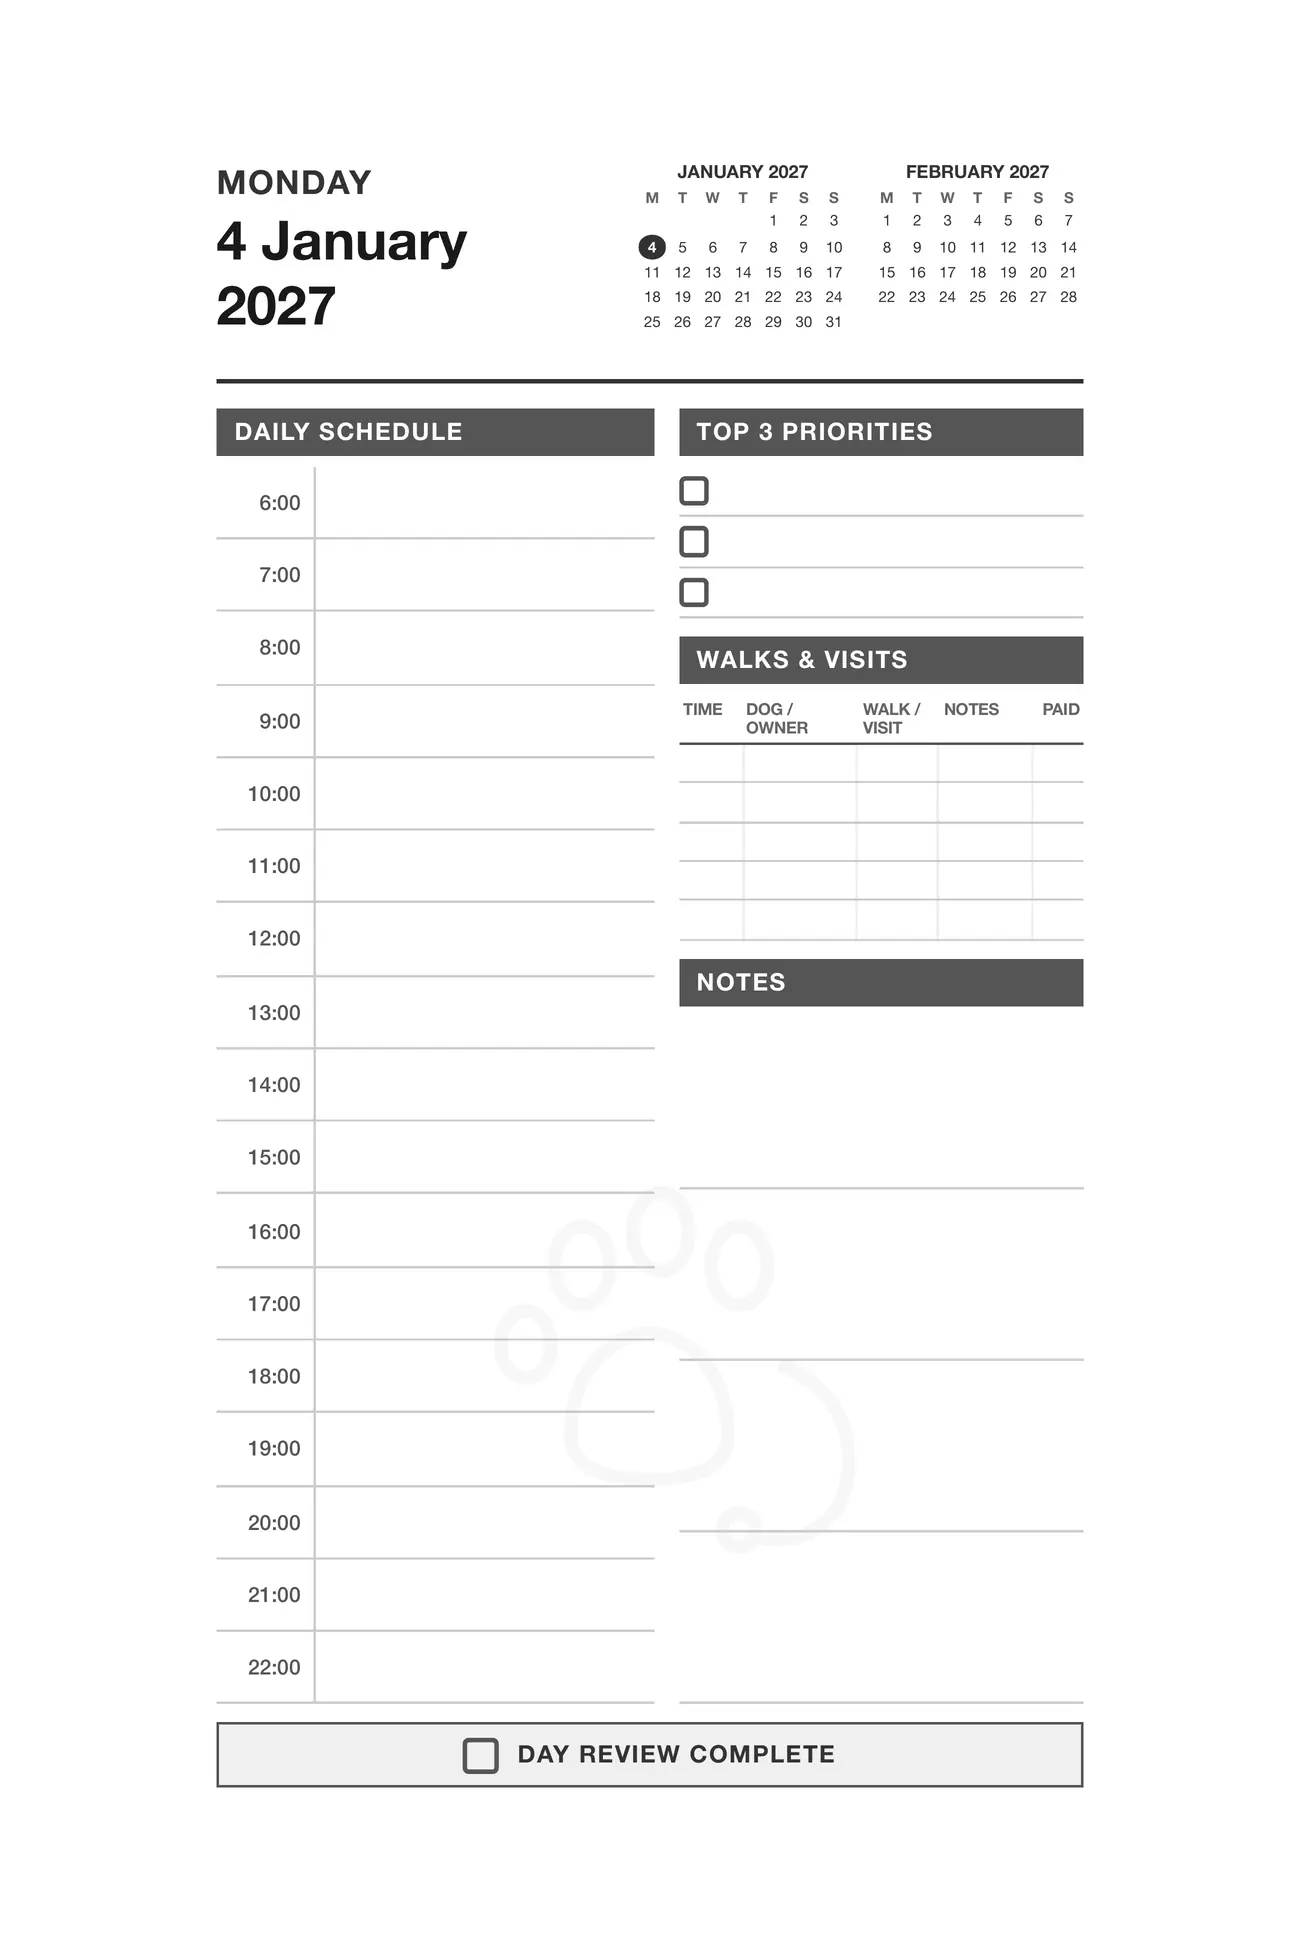 MONDAY
4 January
2027
JANUARY 2027
M T W T F S S
1 2 3
4 5 6 7 8 9 10
11 12 13 14 15 16 17
18 19 20 21 22 23 24
25 26 27 28 29 30 31
FEBRUARY 2027
M T W T F S S
1 2 3 4 5 6 7
8 9 10 11 12 13 14
15 16 17 18 19 20 21
22 23 24 25 26 27 28
DAILY SCHEDULE
6:00
7:00
8:00
9:00
10:00
11:00
12:00
13:00
14:00
15:00
16:00
17:00
18:00
19:00
20:00
21:00
22:00
TOP 3 PRIORITIES
WALKS & VISITS
TIME DOG / WALK / NOTES PAID
OWNER VISIT
NOTES
DAY REVIEW COMPLETE